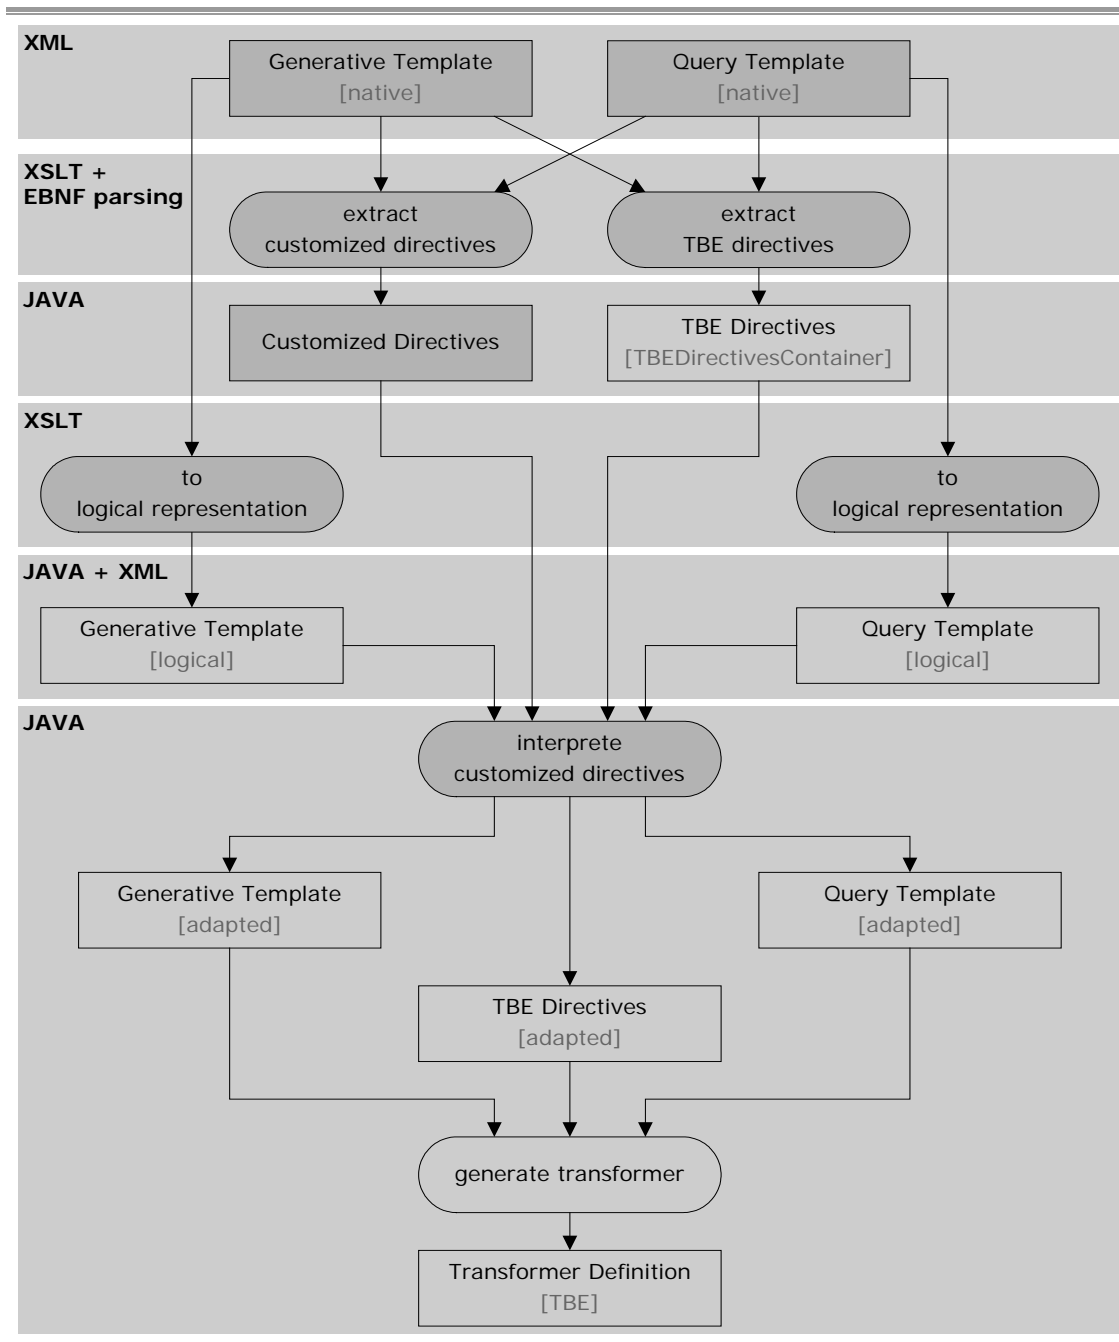 XML
Generative Template
[native]
Query Template
[native]
XSLT +
EBNF parsing
extract
customized directives
extract
TBE directives
JAVA
Customized Directives
TBE Directives
[TBEDirectivesContainer]
XSLT
to
logical representation
to
logical representation
JAVA + XML
Generative Template
[logical]
Query Template
[logical]
JAVA
interprete
customized directives
Generative Template
[adapted]
Query Template
[adapted]
TBE Directives
[adapted]
generate transformer
Transformer Definition
[TBE]